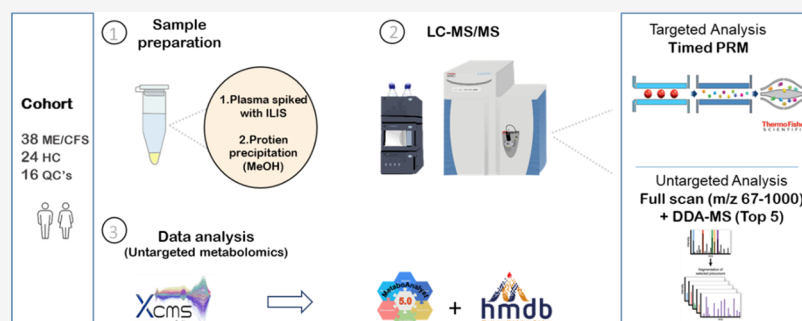 Cohort
38 ME/CFS
24 HC
16 QC's
1
Sample
preparation
1.Plasma spiked
with ILIS
2.Protien
precipitation
(MeOH)
2
LC-MS/MS
Targeted Analysis
Timed PRM
ThermoFisher
SCIENTIFIC
Untargeted Analysis
Full scan (m/z 67-1000)
+ DDA-MS (Top 5)
3
Data analysis
(Untargeted metabolomics)
XCMS
MetaboAnalyst
5.0
+
hmdb